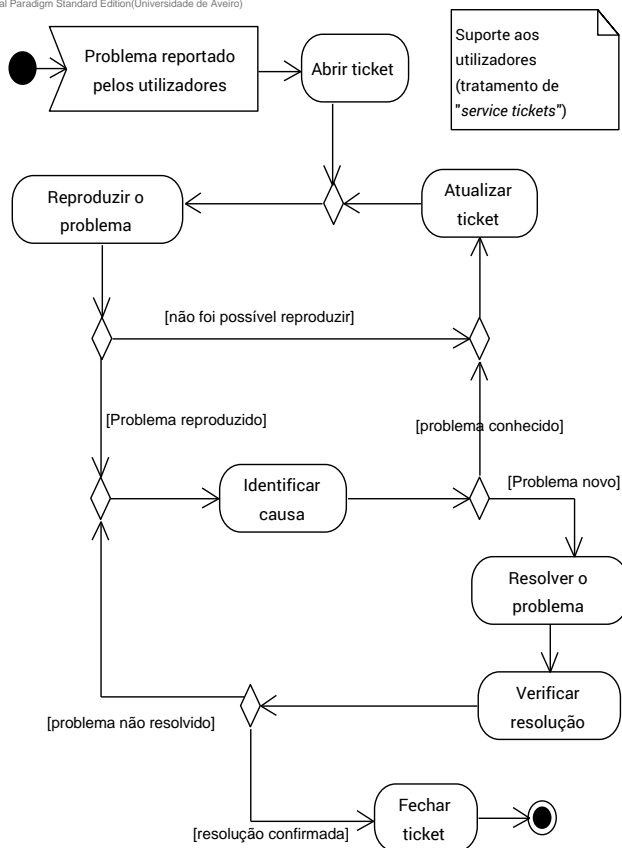 al Paradigm Standard Edition(Universidade de Aveiro)
Problema reportado
pelos utilizadores
Abrir ticket
Suporte aos
utilizadores
(tratamento de
"service tickets")
Reproduzir o
problema
Atualizar
ticket
[não foi possível reproduzir]
[Problema reproduzido]
[problema conhecido]
Identificar
causa
[Problema novo]
Resolver o
problema
Verificar
resolução
[problema não resolvido]
Fechar
ticket
[resolução confirmada]